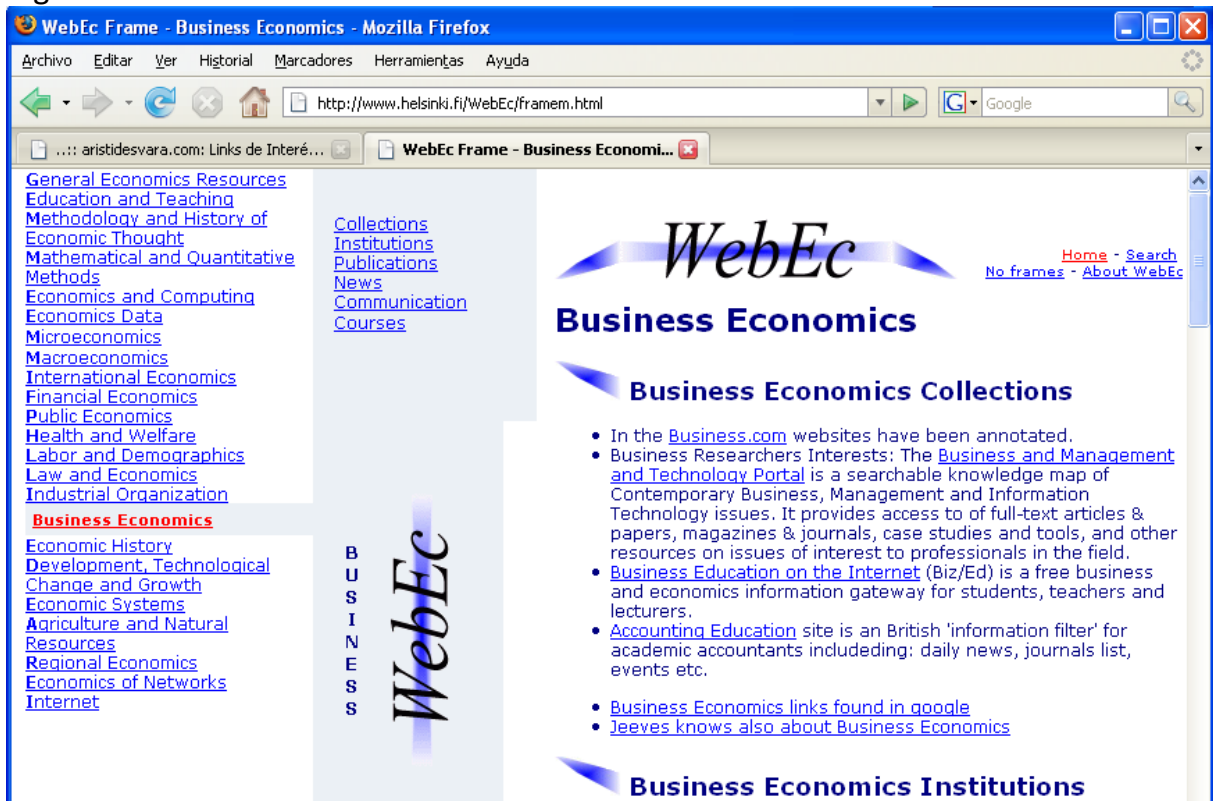 WebEc Frame - Business Economics - Mozilla Firefox
Archivo Editar Ver Historial Marcadores Herramientas Ayuda
http://www.helsinki.fi/WebEc/framem.html
G Google
..:: aristidesvara.com: Links de Interé...
WebEc Frame - Business Economi...
General Economics Resources
Education and Teaching
Methodology and History of
Economic Thought
Mathematical and Quantitative
Methods
Economics and Computing
Economics Data
Microeconomics
Macroeconomics
International Economics
Financial Economics
Public Economics
Health and Welfare
Labor and Demographics
Law and Economics
Industrial Organization
Business Economics
Economic History
Development, Technological
Change and Growth
Economic Systems
Agriculture and Natural
Resources
Regional Economics
Economics of Networks
Internet
Collections
Institutions
Publications
News
Communication
Courses
BUSINESS
WebEc
WebEc
Home - Search
No frames - About WebEc
Business Economics
Business Economics Collections
• In the Business.com websites have been annotated.
• Business Researchers Interests: The Business and Management
and Technology Portal is a searchable knowledge map of
Contemporary Business, Management and Information
Technology issues. It provides access to of full-text articles &
papers, magazines & journals, case studies and tools, and other
resources on issues of interest to professionals in the field.
• Business Education on the Internet (Biz/Ed) is a free business
and economics information gateway for students, teachers and
lecturers.
• Accounting Education site is an British 'information filter' for
academic accountants includeding: daily news, journals list,
events etc.
• Business Economics links found in google
• Jeeves knows also about Business Economics
Business Economics Institutions